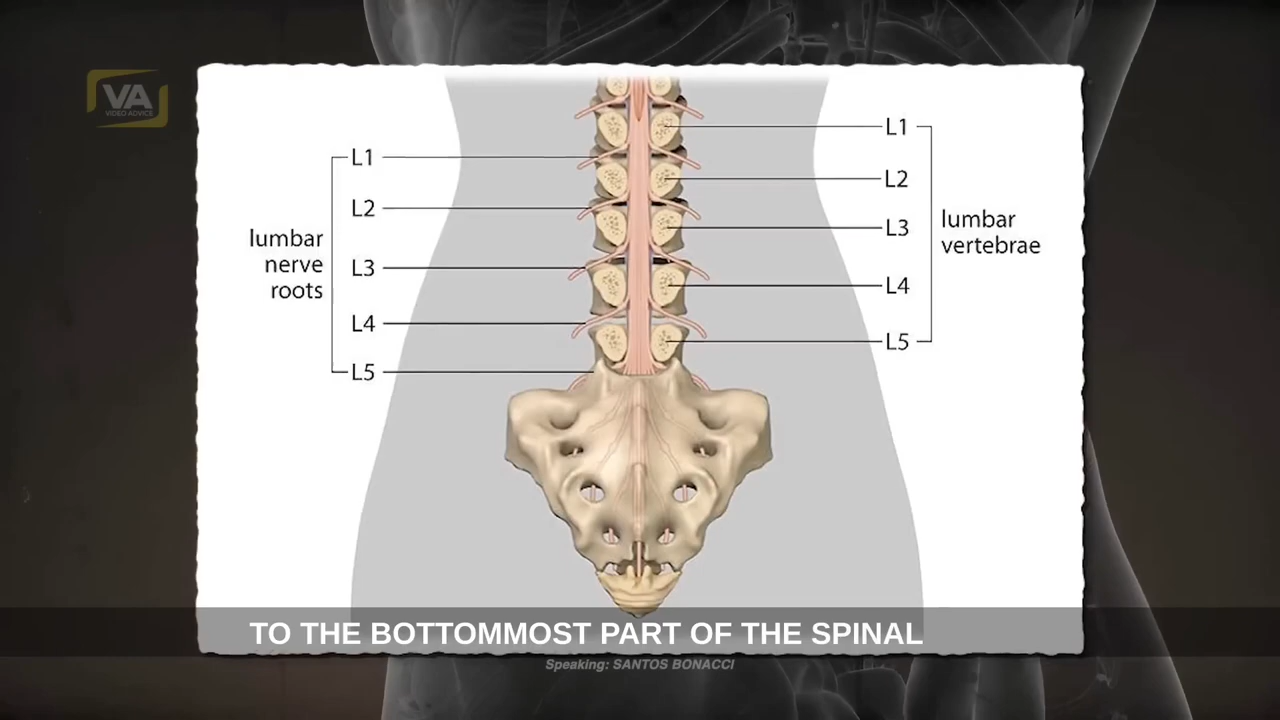 VA
VIDEO ADVICE
L1
L2
L3
L4
L5
lumbar
nerve
roots
L1
L2
L3
L4
L5
lumbar
vertebrae
TO THE BOTTOMMOST PART OF THE SPINAL
Speaking: SANTOS BONACCI